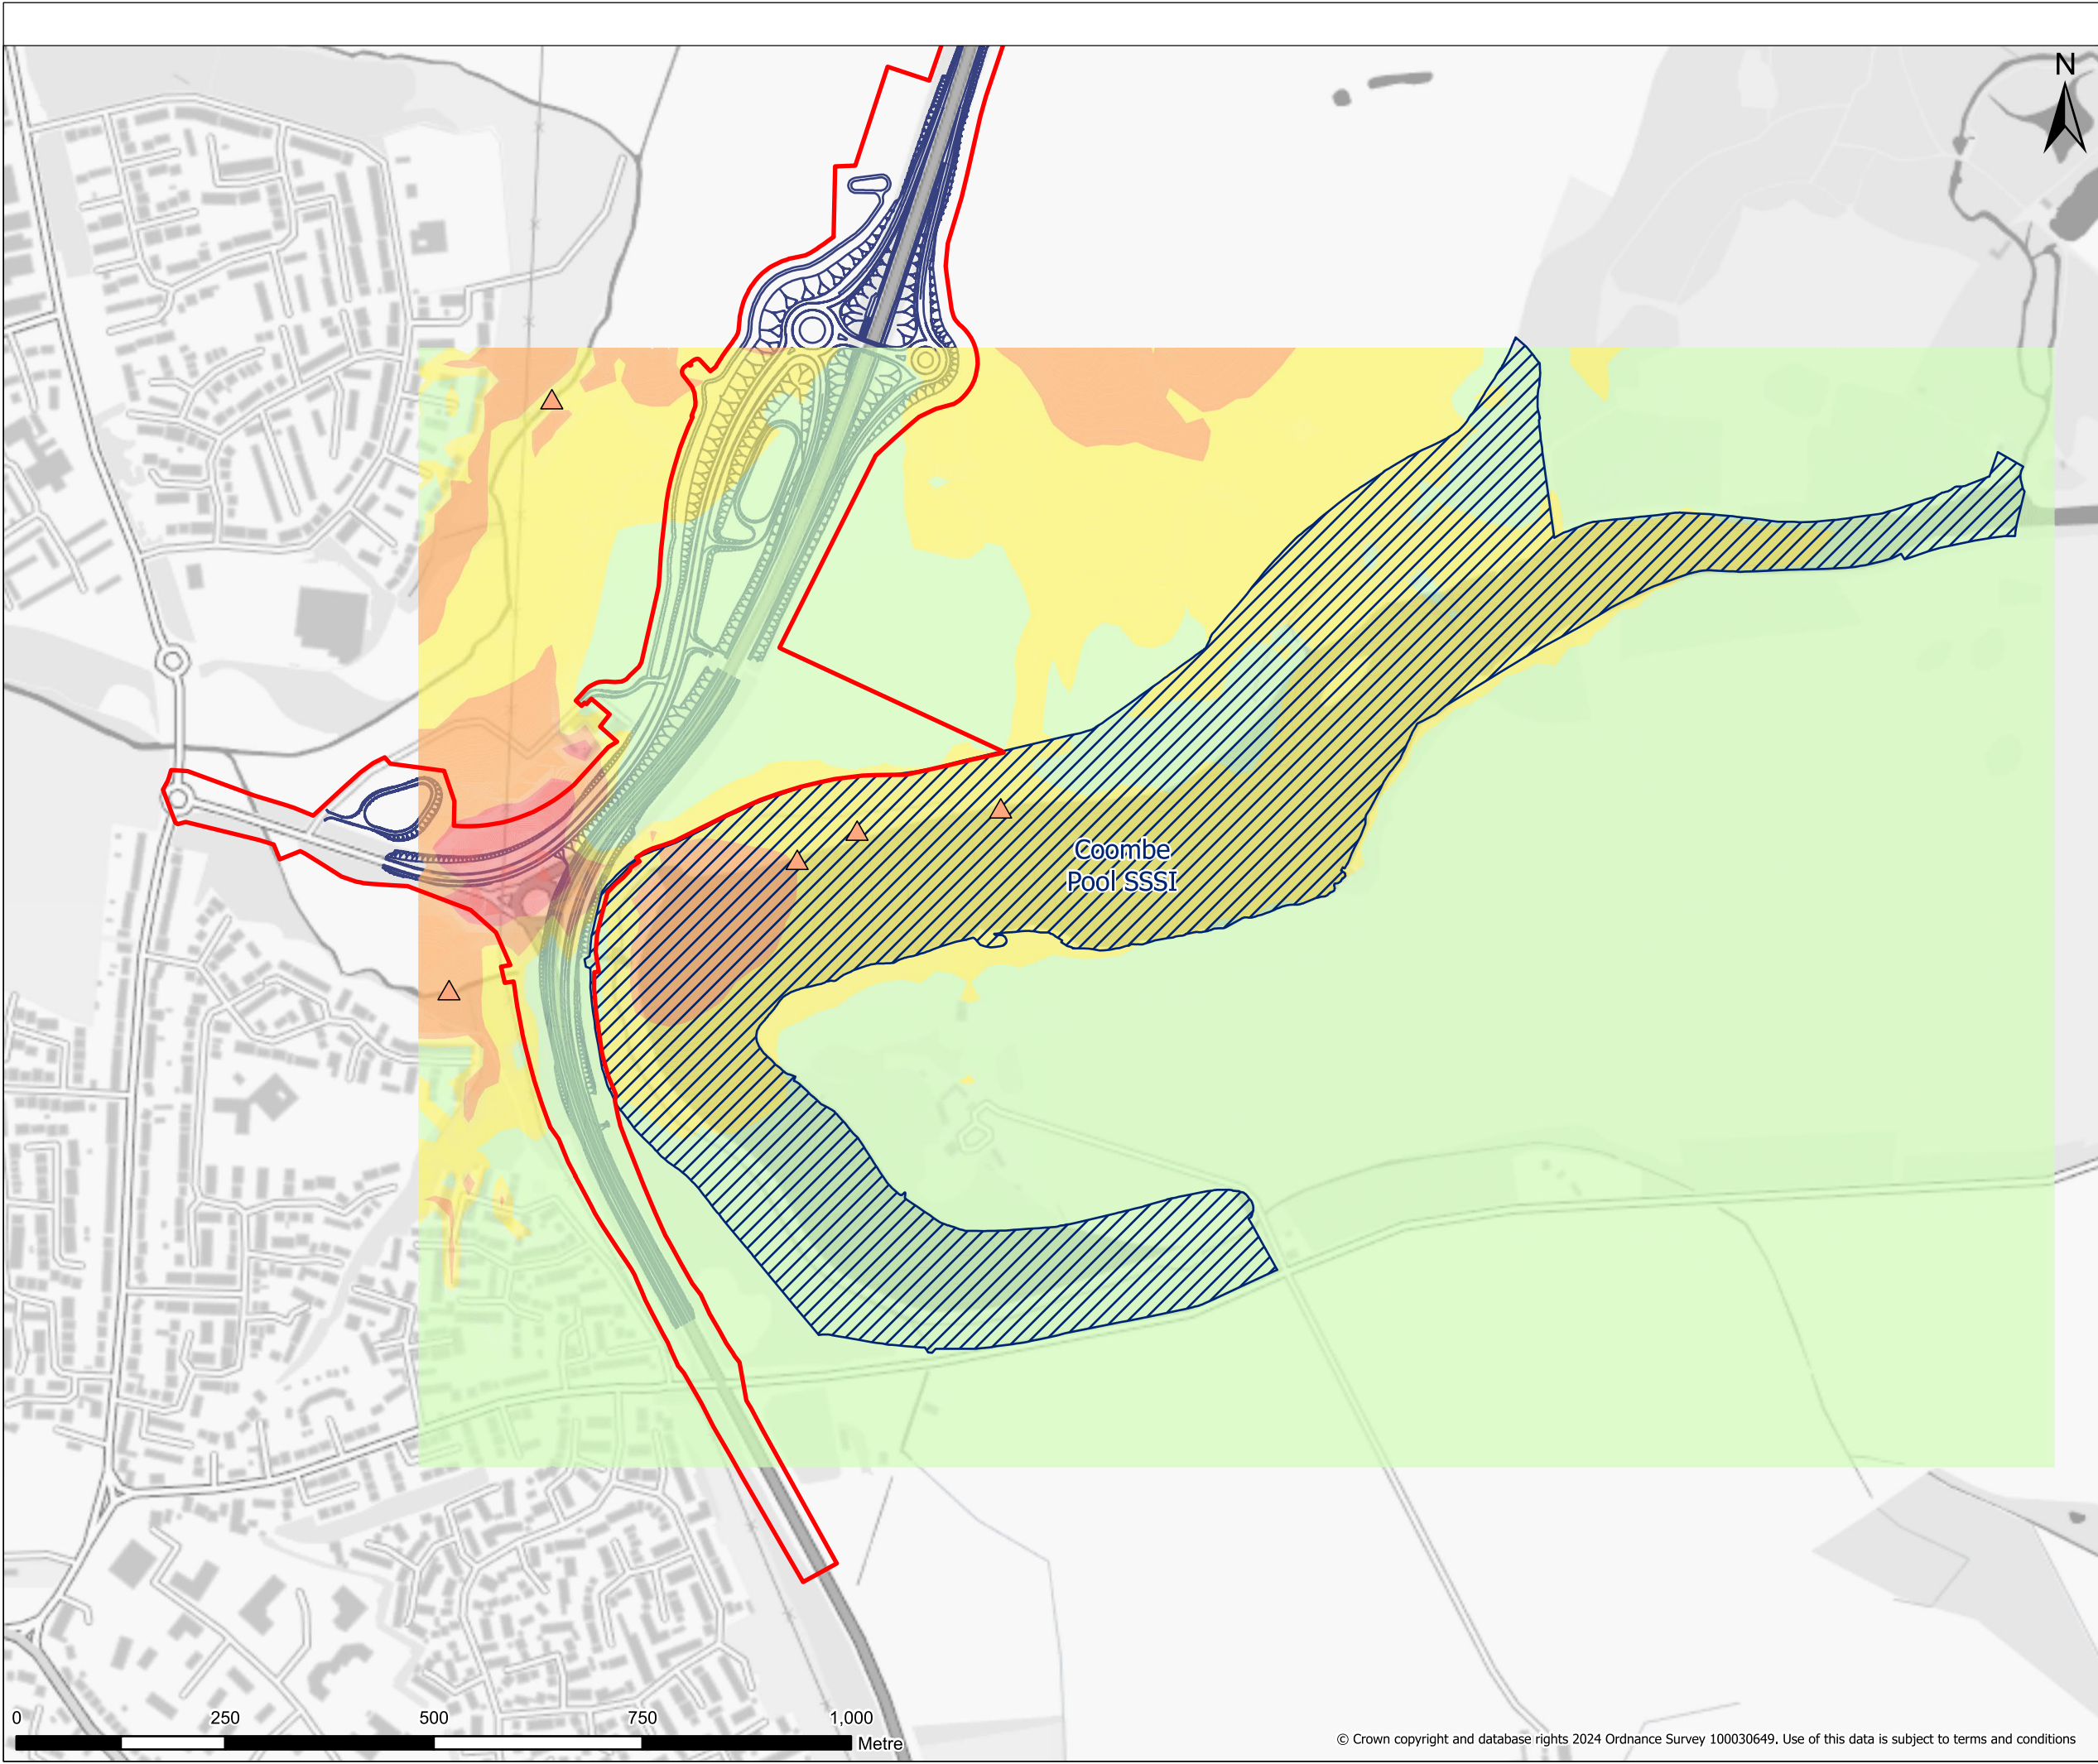 N
Coombe
Pool SSSI
0 250 500 750 1,000
Metre
© Crown copyright and database rights 2024 Ordnance Survey 100030649. Use of this data is subject to terms and conditions